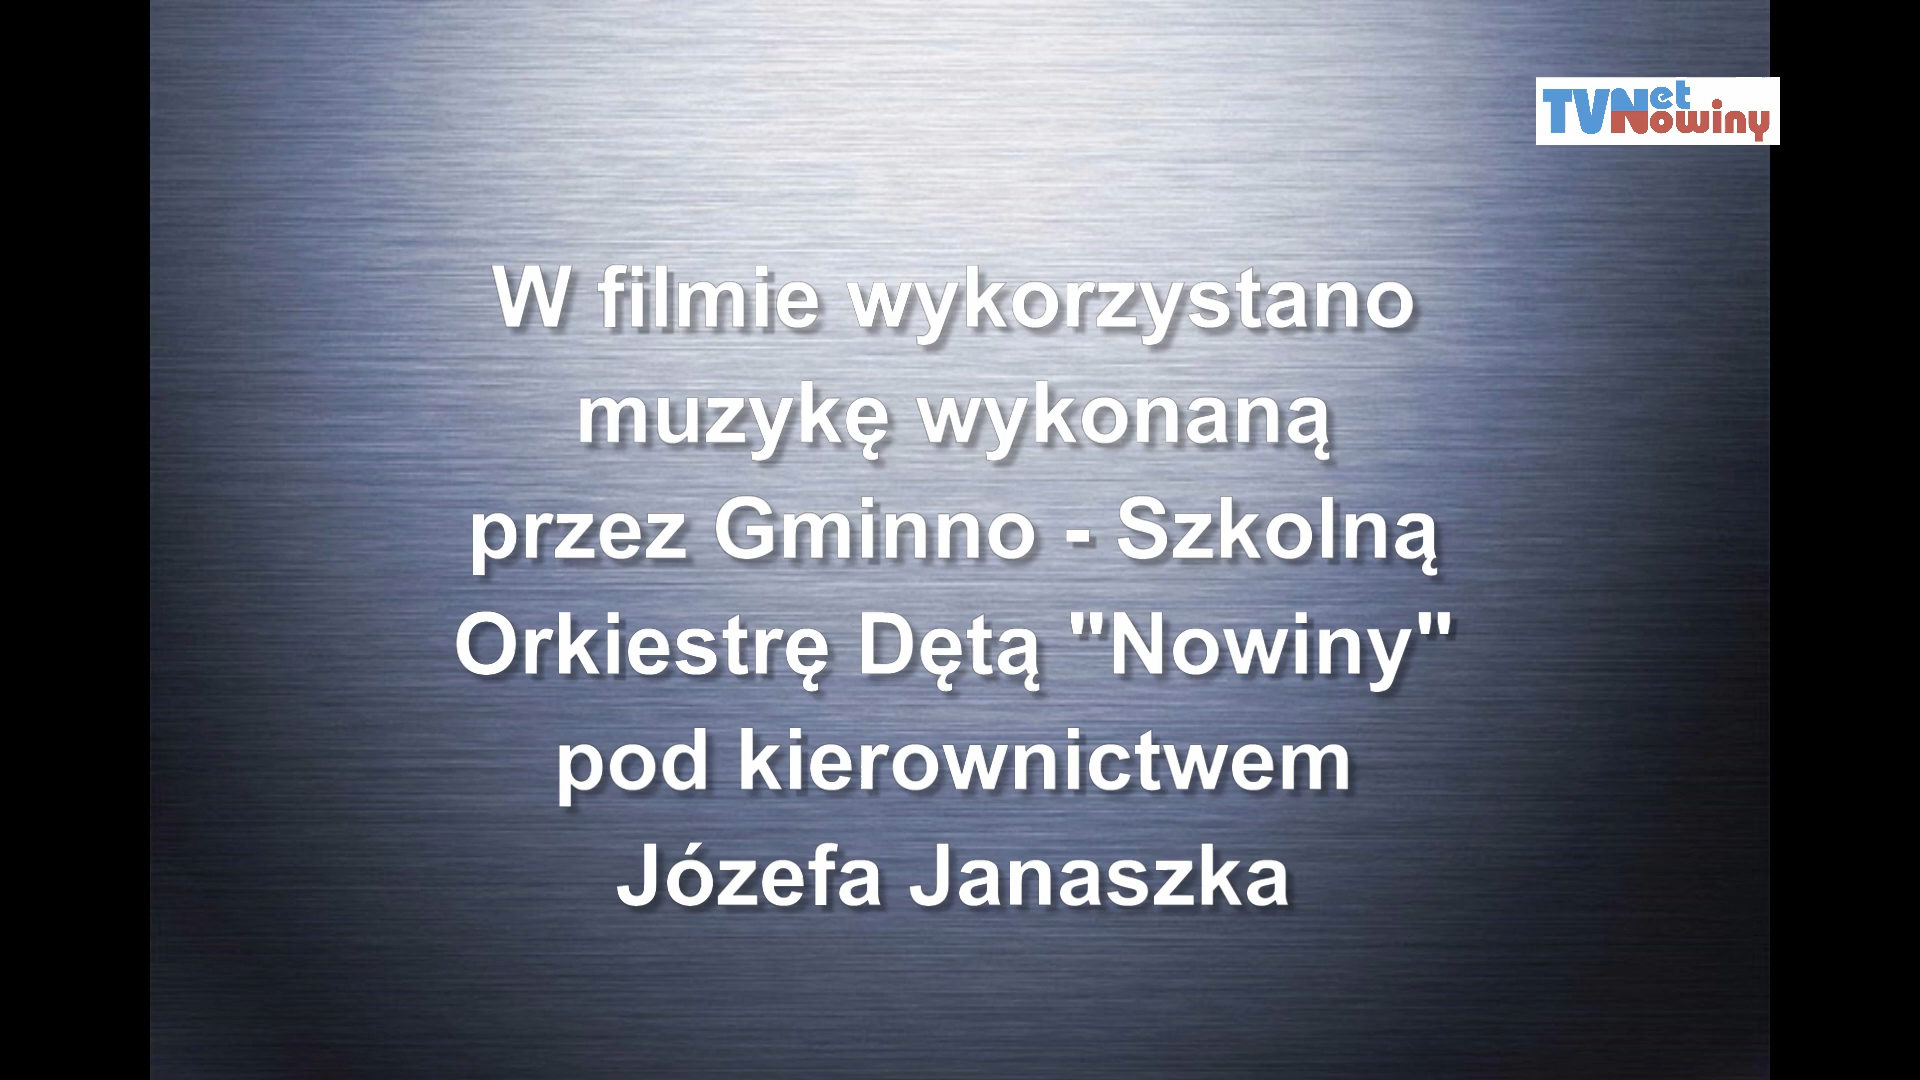 TVNet
Nowiny
W filmie wykorzystano
muzykę wykonaną
przez Gminno - Szkolną
Orkiestrę Dętą "Nowiny"
pod kierownictwem
Józefa Janaszka